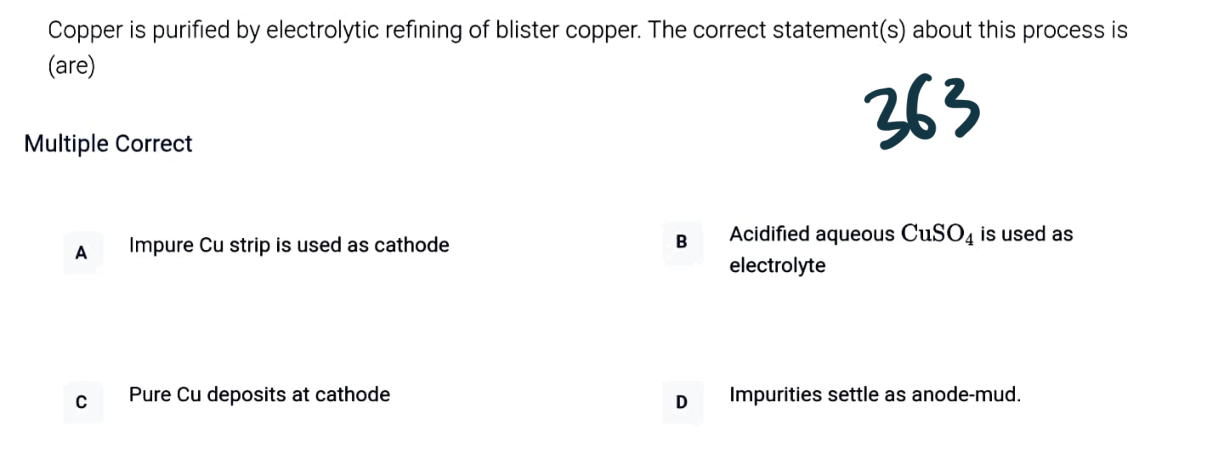 Copper is purified by electrolytic refining of blister copper. The correct statement(s) about this process is
(are)
363
Multiple Correct
A Impure Cu strip is used as cathode
B Acidified aqueous CuSO₄ is used as
electrolyte
C Pure Cu deposits at cathode
D Impurities settle as anode-mud.